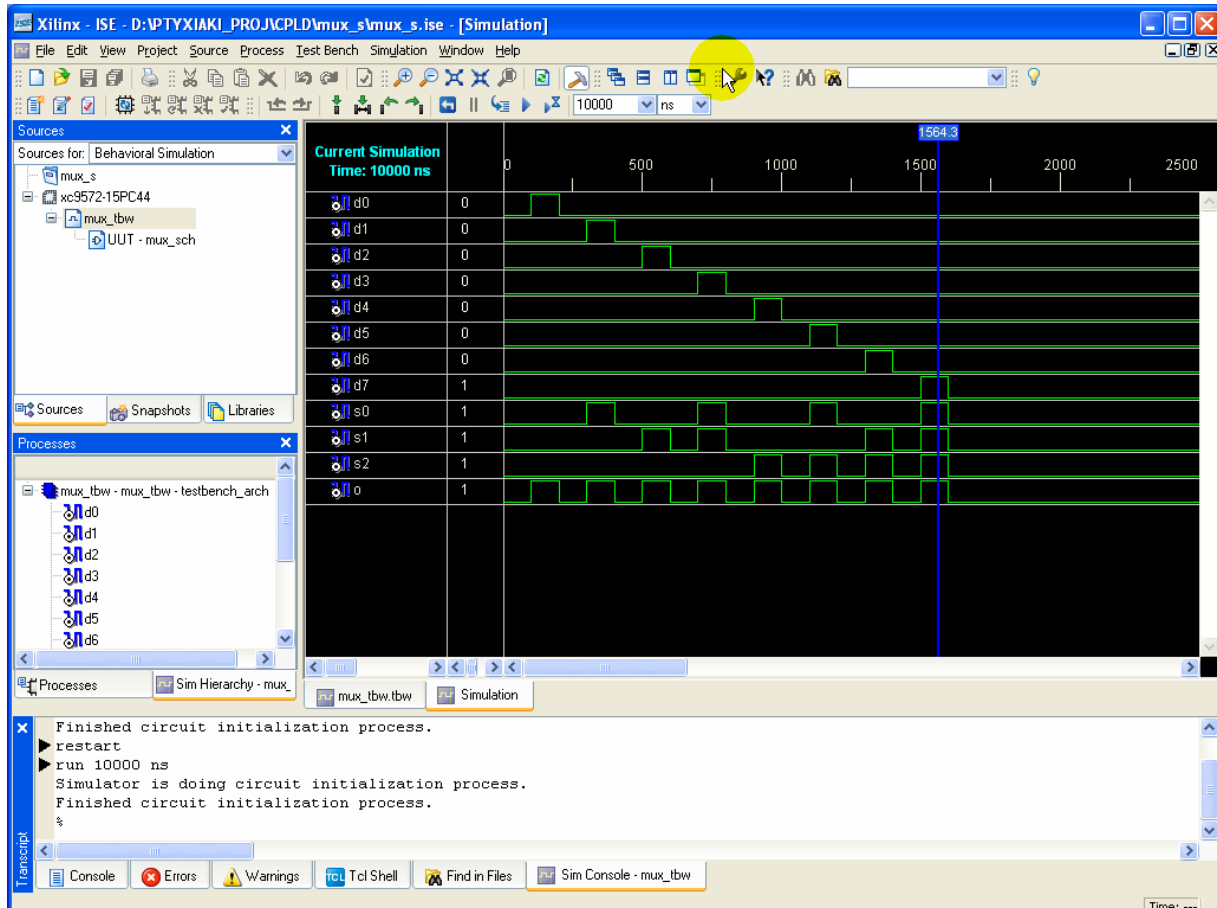 Xilinx - ISE - D:\PTYXIAKI_PROJ\CPLD\mux_s\mux_s.ise - [Simulation]
File Edit View Project Source Process Test Bench Simulation Window Help
10000 ns
Sources
Sources for: Behavioral Simulation
mux_s
xc9572-15PC44
mux_tbw
UUT - mux_sch
Sources Snapshots Libraries
Processes
mux_tbw - mux_tbw - testbench_arch
d0
d1
d2
d3
d4
d5
d6
Processes Sim Hierarchy - mux_
Current Simulation
Time: 10000 ns
1564.3
0 500 1000 1500 2000 2500
d0 0
d1 0
d2 0
d3 0
d4 0
d5 0
d6 0
d7 1
s0 1
s1 1
s2 1
o 1
mux_tbw.tbw Simulation
Finished circuit initialization process.
restart
run 10000 ns
Simulator is doing circuit initialization process.
Finished circuit initialization process.
%
Transcript
Console Errors Warnings TCL Tcl Shell Find in Files Sim Console - mux_tbw
Time: ---